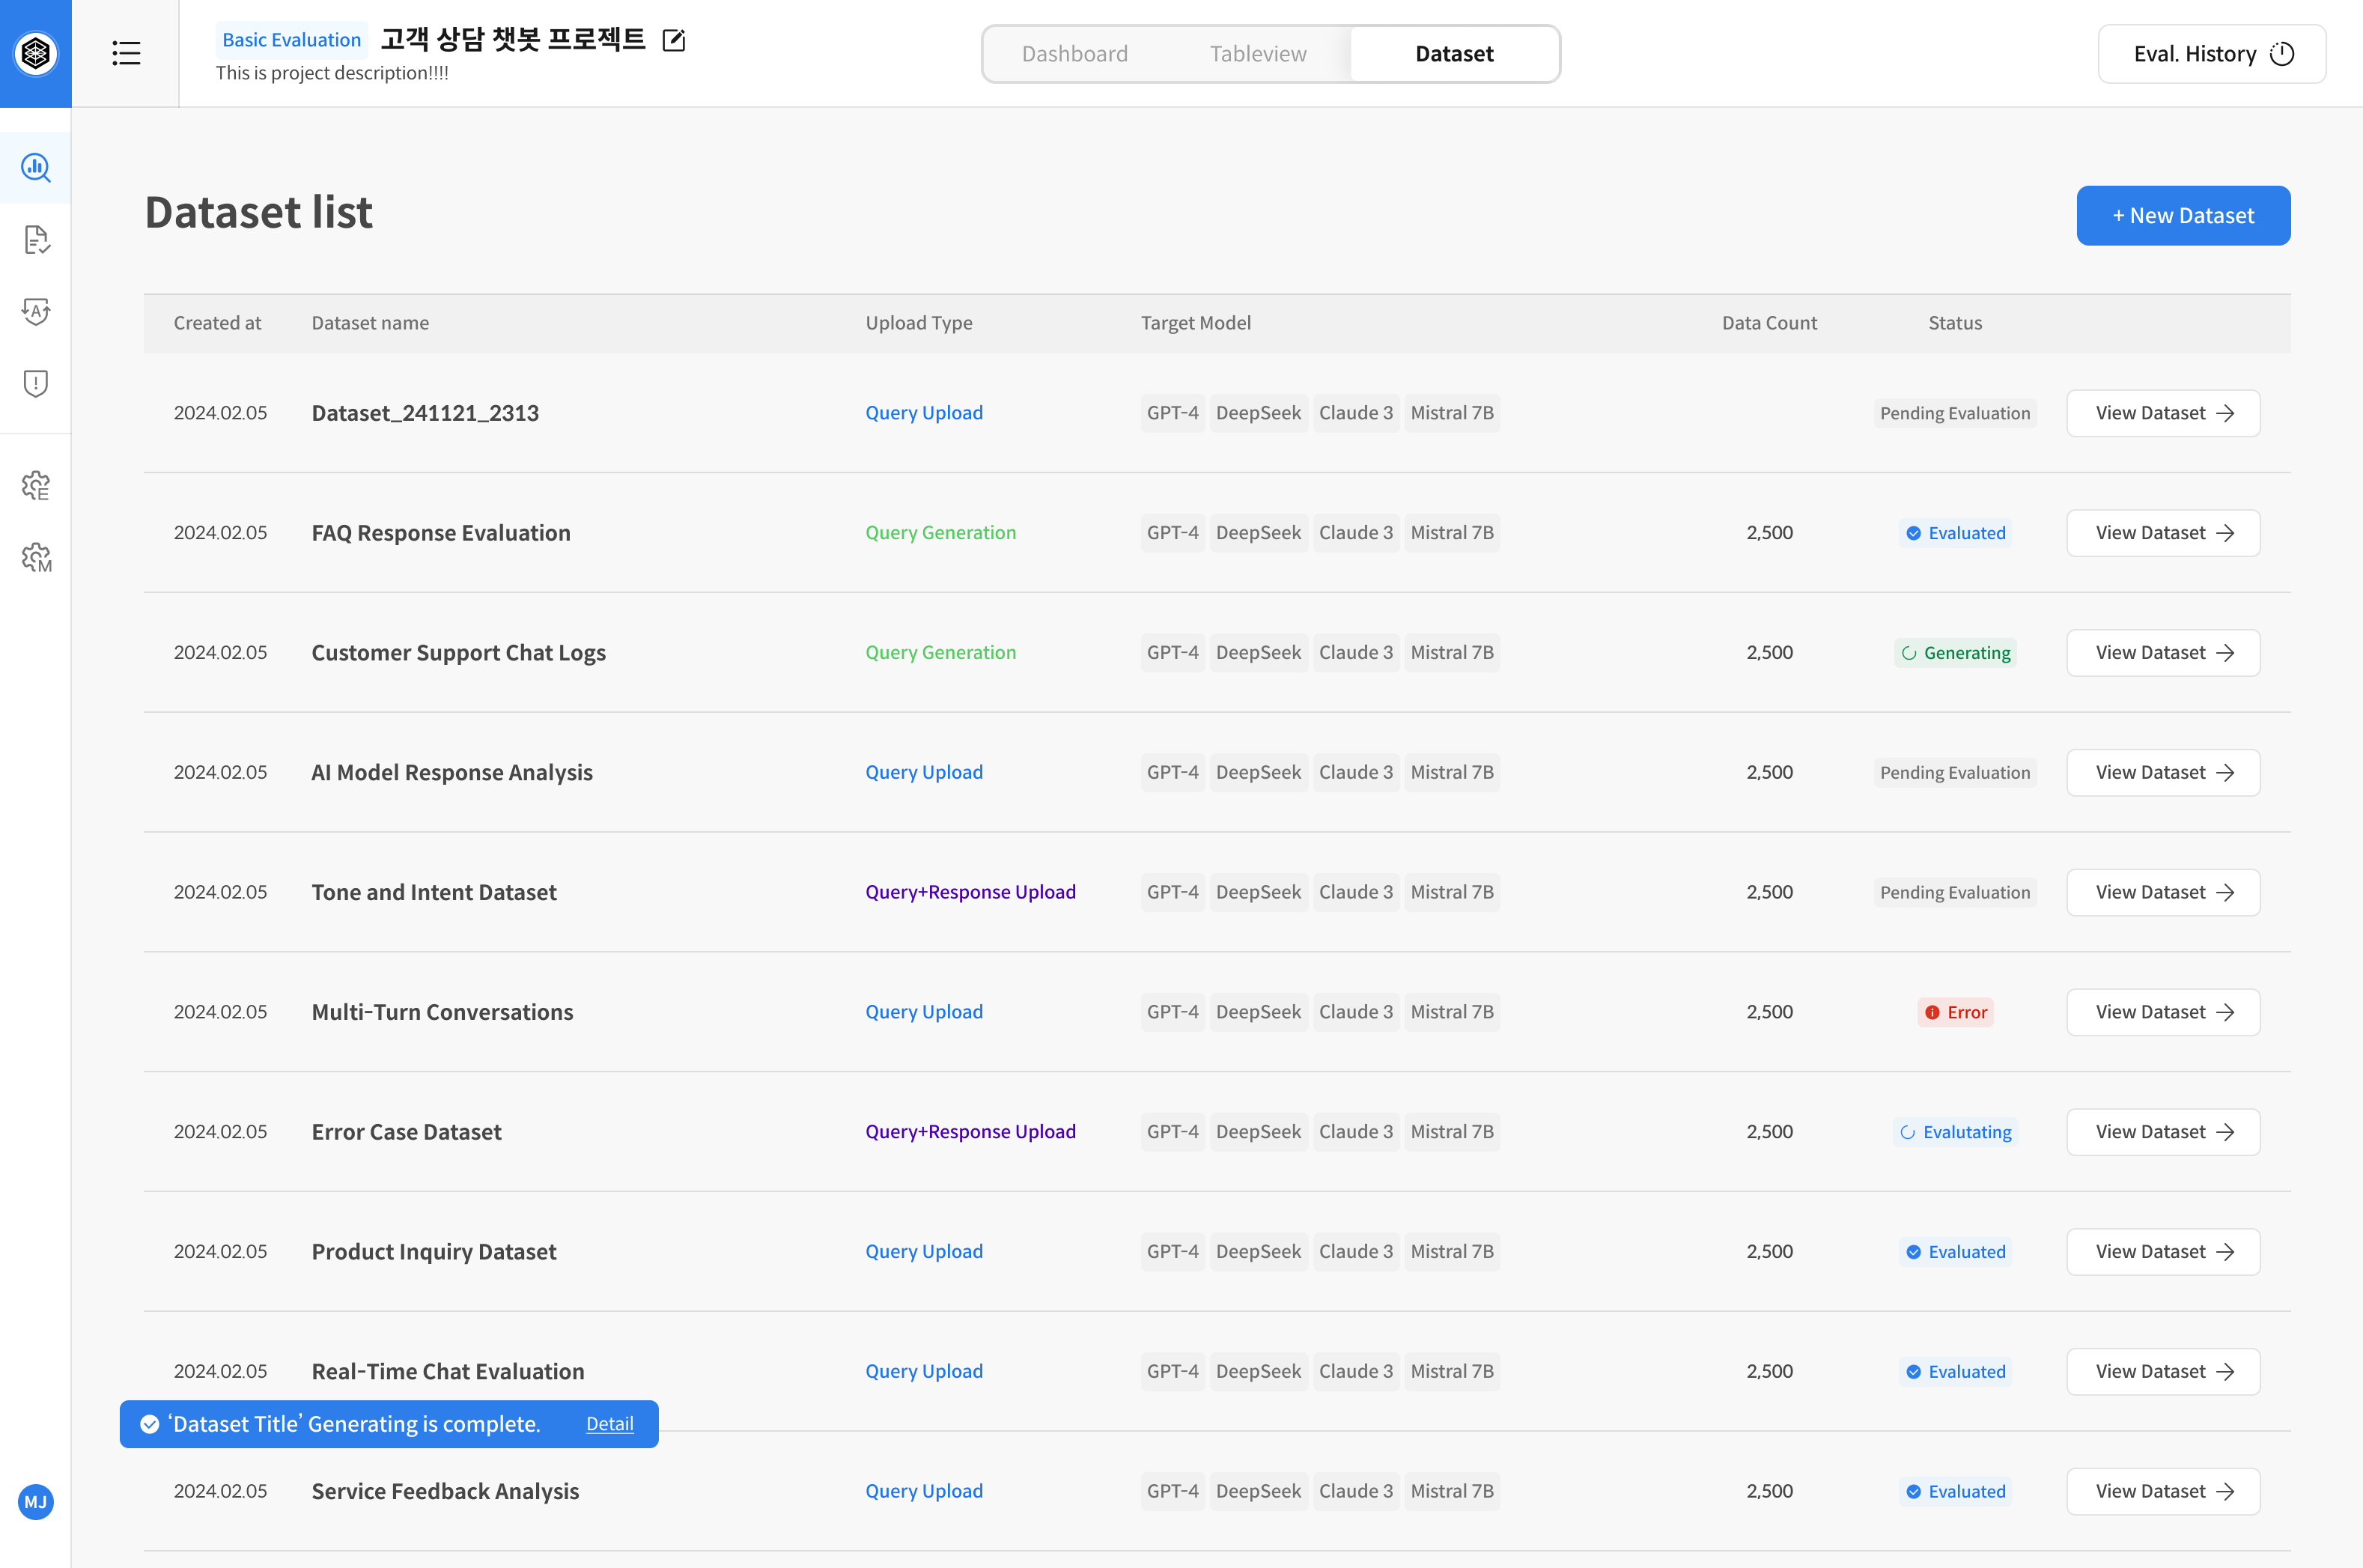 Basic Evaluation 고객 상담 챗봇 프로젝트
This is project description!!!!
Dashboard Tableview Dataset
Eval. History
Dataset list
+ New Dataset
Created at Dataset name Upload Type Target Model Data Count Status
2024.02.05 Dataset_241121_2313 Query Upload GPT-4 DeepSeek Claude 3 Mistral 7B Pending Evaluation View Dataset →
2024.02.05 FAQ Response Evaluation Query Generation GPT-4 DeepSeek Claude 3 Mistral 7B 2,500 Evaluated View Dataset →
2024.02.05 Customer Support Chat Logs Query Generation GPT-4 DeepSeek Claude 3 Mistral 7B 2,500 Generating View Dataset →
2024.02.05 AI Model Response Analysis Query Upload GPT-4 DeepSeek Claude 3 Mistral 7B 2,500 Pending Evaluation View Dataset →
2024.02.05 Tone and Intent Dataset Query+Response Upload GPT-4 DeepSeek Claude 3 Mistral 7B 2,500 Pending Evaluation View Dataset →
2024.02.05 Multi-Turn Conversations Query Upload GPT-4 DeepSeek Claude 3 Mistral 7B 2,500 Error View Dataset →
2024.02.05 Error Case Dataset Query+Response Upload GPT-4 DeepSeek Claude 3 Mistral 7B 2,500 Evalutating View Dataset →
2024.02.05 Product Inquiry Dataset Query Upload GPT-4 DeepSeek Claude 3 Mistral 7B 2,500 Evaluated View Dataset →
2024.02.05 Real-Time Chat Evaluation Query Upload GPT-4 DeepSeek Claude 3 Mistral 7B 2,500 Evaluated View Dataset →
‘Dataset Title’ Generating is complete. Detail
2024.02.05 Service Feedback Analysis Query Upload GPT-4 DeepSeek Claude 3 Mistral 7B 2,500 Evaluated View Dataset →
A
E
M
MJ